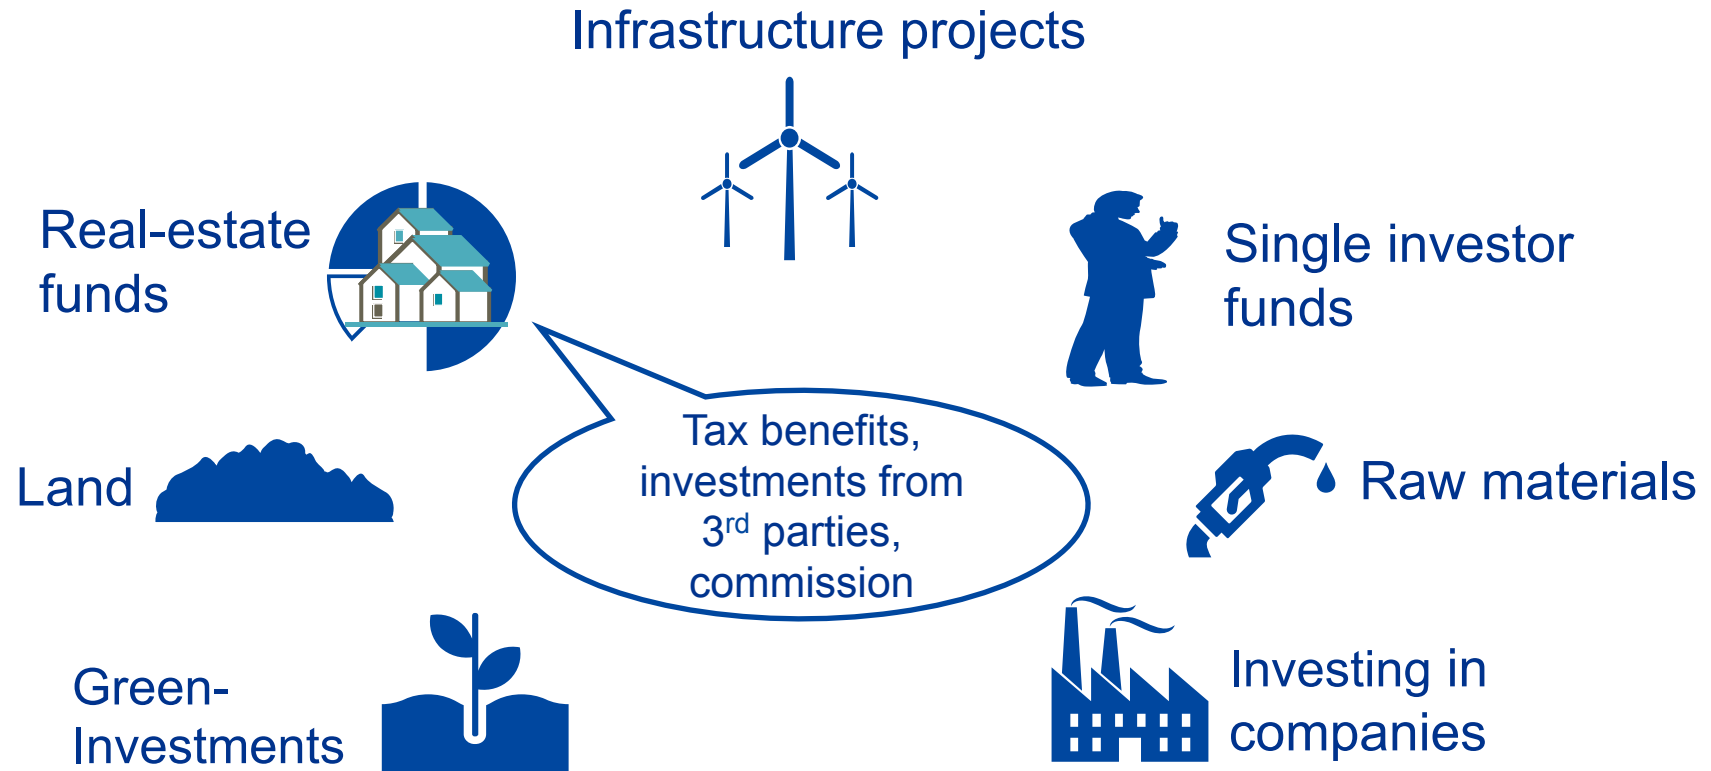 Infrastructure projects
Real-estate
funds
Single investor
funds
Tax benefits,
investments from
3rd parties,
commission
Land
Raw materials
Green-
Investments
Investing in
companies